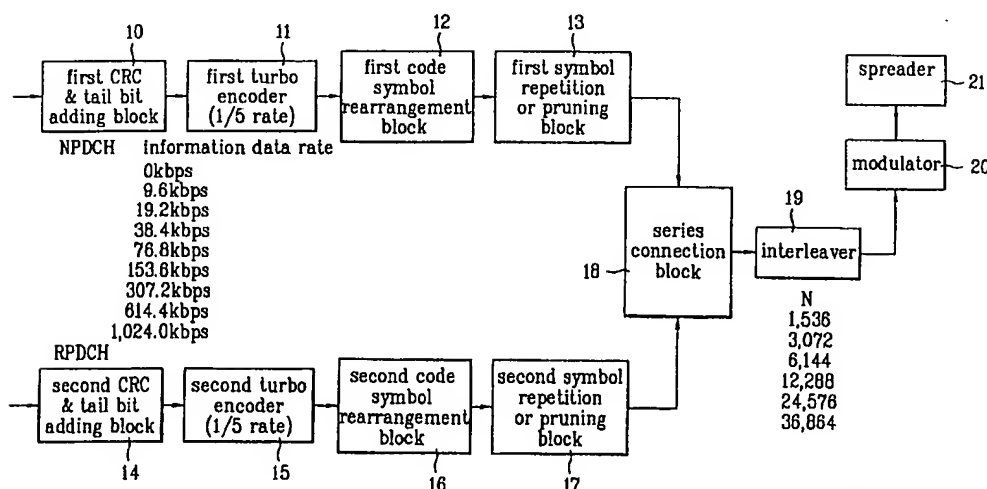 10
11
12
13
first CRC
& tail bit
adding block
first turbo
encoder
(1/5 rate)
first code
symbol
rearrangement
block
first symbol
repetition
or pruning
block
spreader
21
modulator
20
NPDCH Information data rate
0kbps
9.6kbps
19.2kbps
38.4kbps
76.8kbps
153.6kbps
307.2kbps
614.4kbps
1,024.0kbps
series
connection
block
18
19
interleaver
N
1,536
3,072
6,144
12,288
24,576
36,864
RPDCH
second CRC
& tail bit
adding block
second turbo
encoder
(1/5 rate)
second code
symbol
rearrangement
block
second symbol
repetition
or pruning
block
14
15
16
17